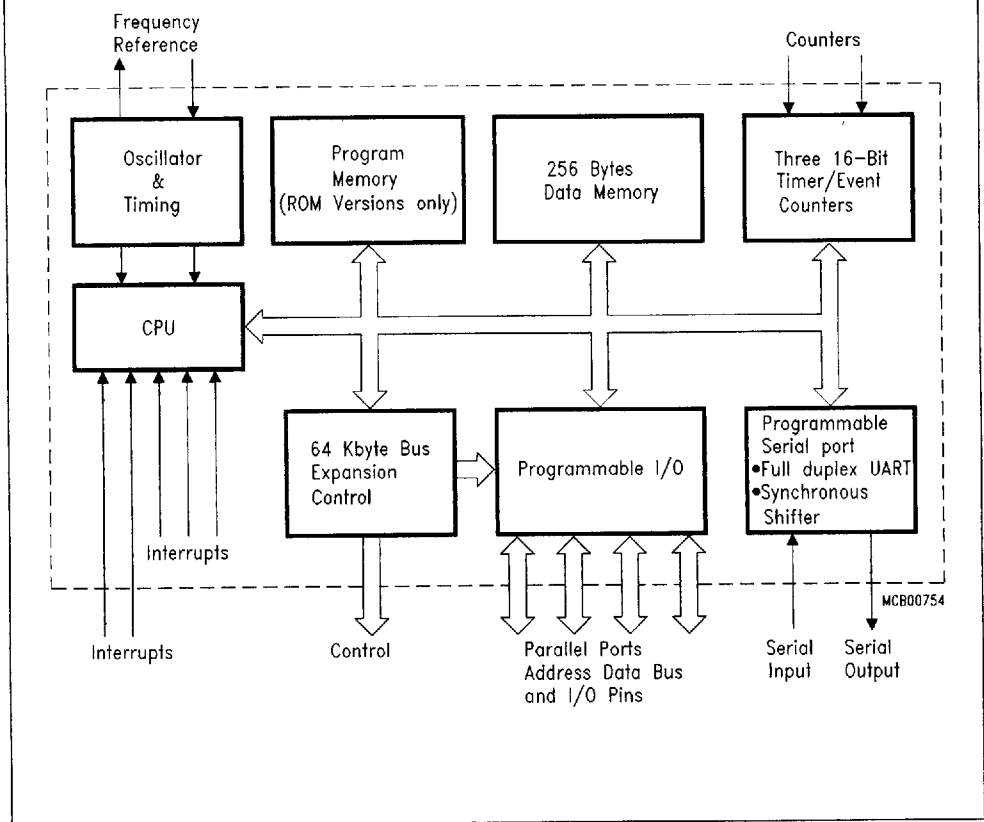 Frequency
Reference
Counters
Oscillator
&
Timing
Program
Memory
(ROM Versions only)
256 Bytes
Data Memory
Three 16-Bit
Timer/Event
Counters
CPU
64 Kbyte Bus
Expansion
Control
Programmable I/O
Programmable
Serial port
•Full duplex UART
•Synchronous
Shifter
Interrupts
MCB00754
Interrupts
Control
Parallel Ports
Address Data Bus
and I/O Pins
Serial
Input
Serial
Output